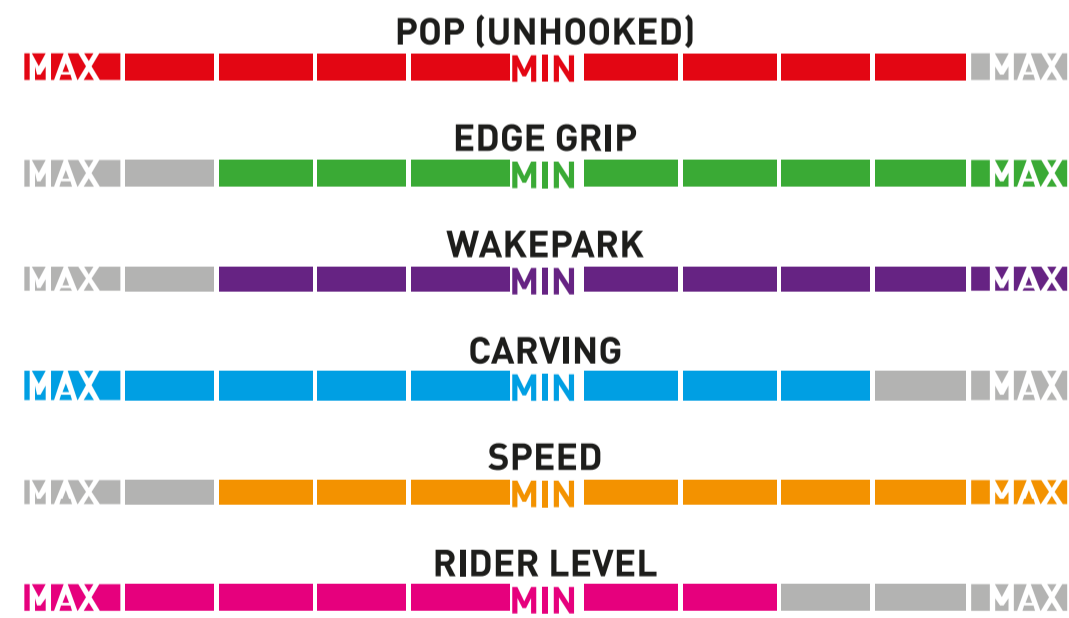 POP (UNHOOKED)
MAX MIN MAX
EDGE GRIP
MAX MIN MAX
WAKEPARK
MAX MIN MAX
CARVING
MAX MIN MAX
SPEED
MAX MIN MAX
RIDER LEVEL
MAX MIN MAX